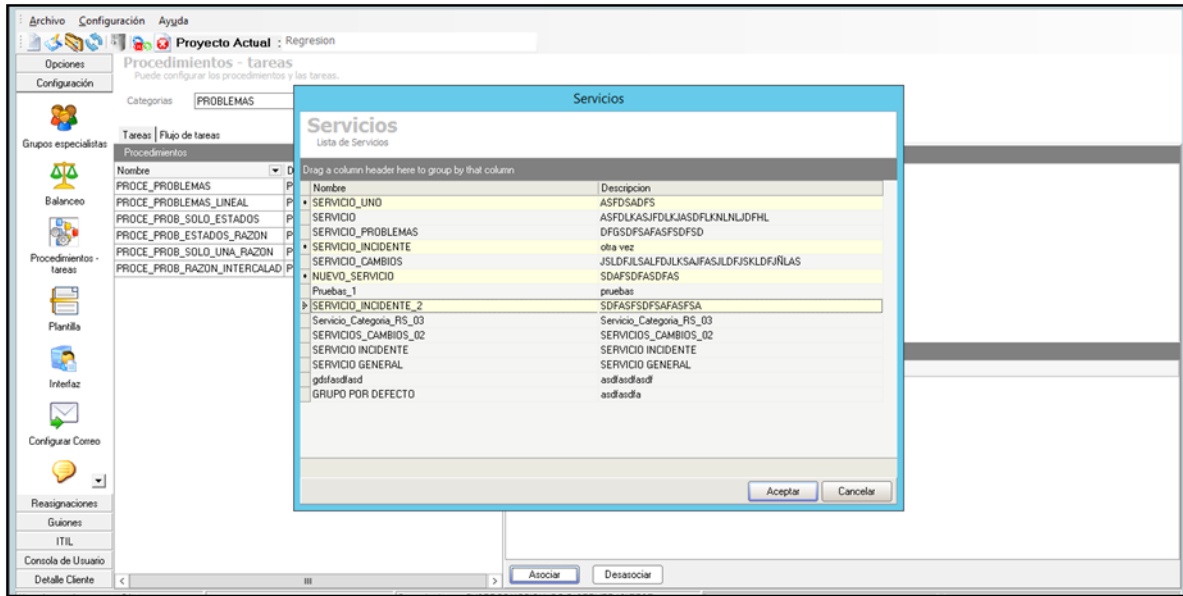 Archivo Configuración Ayuda
Proyecto Actual : Regresion
Opciones
Configuración
Grupos especialistas
Balanceo
Procedimientos - tareas
Plantilla
Interfaz
Configurar Correo
Reasignaciones
Guiones
ITIL
Consola de Usuario
Detalle Cliente
Procedimientos - tareas
Puede configurar los procedimientos y las tareas.
Categorias PROBLEMAS
Tareas Flujo de tareas
Procedimientos
Nombre D
PROCE_PROBLEMAS P
PROCE_PROBLEMAS_LINEAL P
PROCE_PROB_SOLO_ESTADOS P
PROCE_PROB_ESTADOS_RAZON P
PROCE_PROB_SOLO_UNA_RAZON P
PROCE_PROB_RAZON_INTERCALAD P
Servicios
Servicios
Lista de Servicios
Drag a column header here to group by that column
Nombre Descripcion
SERVICIO_UNO ASFDSADFS
SERVICIO ASFDLKASJFDLKJASDFLKNLNLJDFHL
SERVICIO_PROBLEMAS DFGSDFSAFASFSDFSD
SERVICIO_INCIDENTE otra vez
SERVICIO_CAMBIOS JSLDFJLSALFDJLKSAJFASJLDFJSKLDFJÑLAS
NUEVO_SERVICIO SDAFSDFASDFAS
Pruebas_1 pruebas
SERVICIO_INCIDENTE_2 SDFASFSDFSAFASFSA
Servicio_Categoria_RS_03 Servicio_Categoria_RS_03
SERVICIOS_CAMBIOS_02 SERVICIOS_CAMBIOS_02
SERVICIO INCIDENTE SERVICIO INCIDENTE
SERVICIO GENERAL SERVICIO GENERAL
gdsfasdfasd asdfasdfasdf
GRUPO POR DEFECTO asdfasdfa
Aceptar Cancelar
Asociar Desasociar